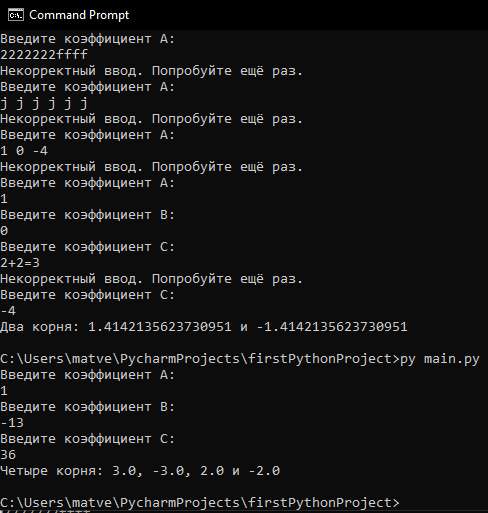 Command Prompt
Введите коэффициент A:
2222222ffff
Некорректный ввод. Попробуйте ещё раз.
Введите коэффициент A:
j j j j j j
Некорректный ввод. Попробуйте ещё раз.
Введите коэффициент A:
1 0 -4
Некорректный ввод. Попробуйте ещё раз.
Введите коэффициент A:
1
Введите коэффициент B:
0
Введите коэффициент C:
2+2=3
Некорректный ввод. Попробуйте ещё раз.
Введите коэффициент C:
-4
Два корня: 1.4142135623730951 и -1.4142135623730951
C:\Users\matve\PycharmProjects\firstPythonProject>py main.py
Введите коэффициент A:
1
Введите коэффициент B:
-13
Введите коэффициент C:
36
Четыре корня: 3.0, -3.0, 2.0 и -2.0
C:\Users\matve\PycharmProjects\firstPythonProject>